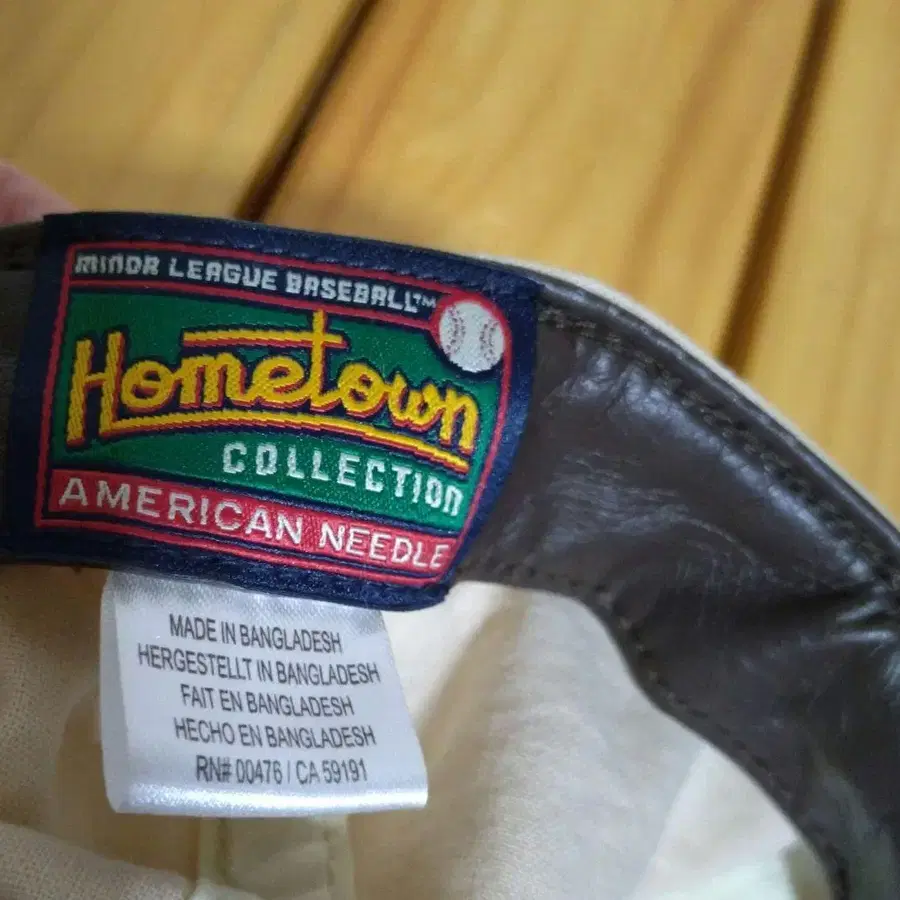 MINOR LEAGUE BASEBALL™
Hometown
COLLECTION
AMERICAN NEEDLE
MADE IN BANGLADESH
HERGESTELLT IN BANGLADESH
FAIT EN BANGLADESH
HECHO EN BANGLADESH
RN# 00476 / CA 59191